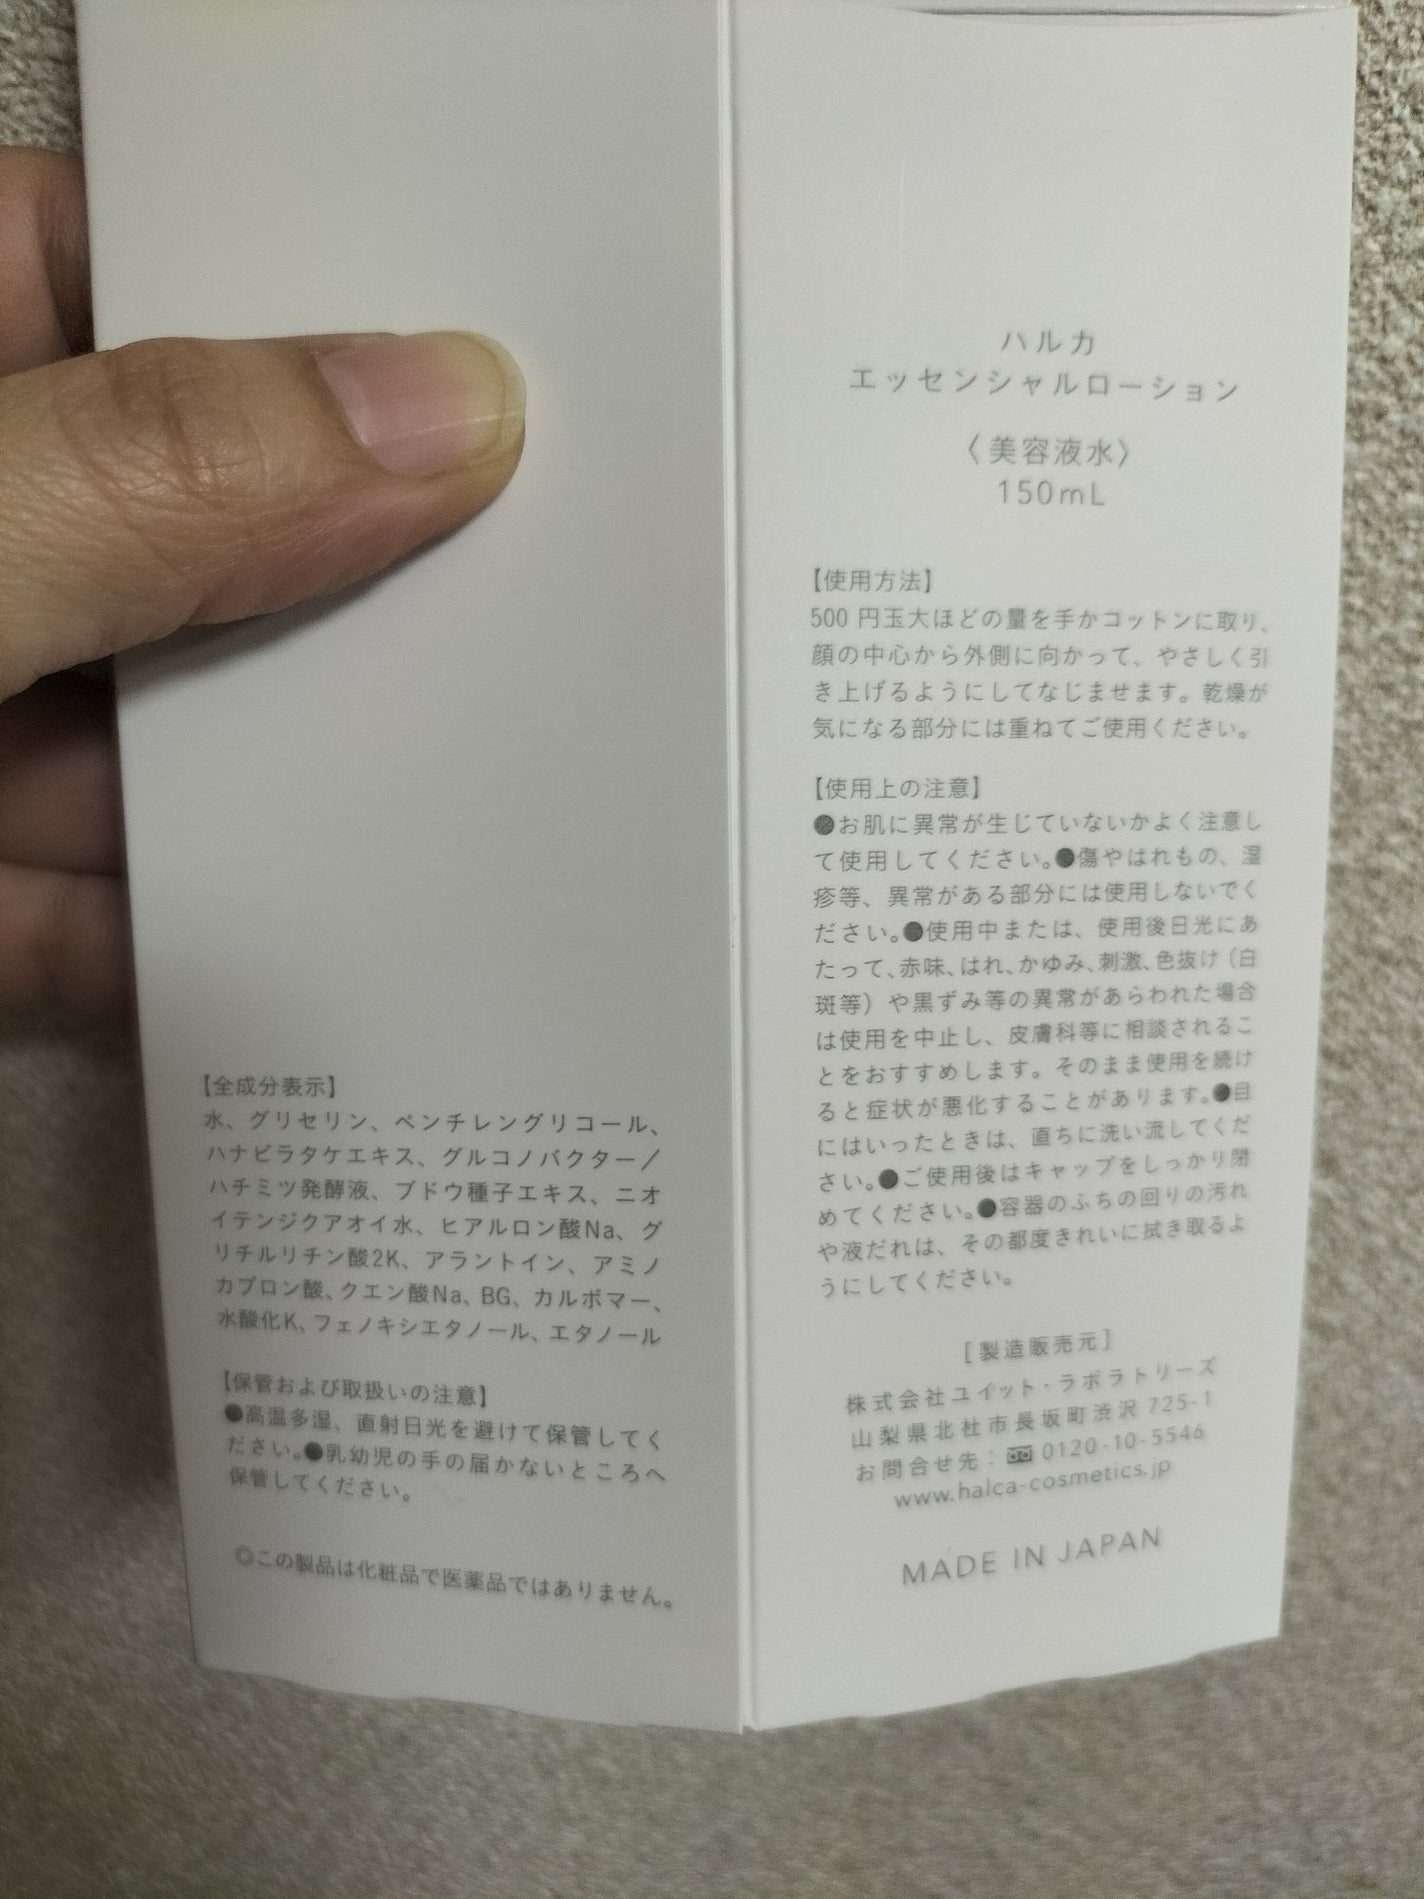 ハルカ
エッセンシャルローション
〈美容液水〉
150mL
【使用方法】
500 円玉大ほどの量を手かコットンに取り、
顔の中心から外側に向かって、やさしく引
き上げるようにしてなじませます。乾燥が
気になる部分には重ねてご使用ください。
【使用上の注意】
●お肌に異常が生じていないかよく注意し
て使用してください。●傷やはれもの、湿
疹等、異常がある部分には使用しないでく
ださい。●使用中または、使用後日光にあ
たって、赤味、はれ、かゆみ、刺激、色抜け（白
斑等）や黒ずみ等の異常があらわれた場合
は使用を中止し、皮膚科等に相談されるこ
とをおすすめします。そのまま使用を続け
ると症状が悪化することがあります。●目
にはいったときは、直ちに洗い流してくだ
さい。●ご使用後はキャップをしっかり閉
めてください。●容器のふちの回りの汚れ
や液だれは、その都度きれいに拭き取るよ
うにしてください。
[製造販売元]
株式会社ユイット・ラボラトリーズ
山梨県北杜市長坂町渋沢 725-1
お問合せ先：0120-10-5546
www.halca-cosmetics.jp
MADE IN JAPAN
【全成分表示】
水、グリセリン、ペンチレングリコール、
ハナビラタケエキス、グルコノバクター／
ハチミツ発酵液、ブドウ種子エキス、ニオ
イテンジクアオイ水、ヒアルロン酸Na、グ
リチルリチン酸2K、アラントイン、アミノ
カプロン酸、クエン酸Na、BG、カルボマー、
水酸化K、フェノキシエタノール、エタノール
【保管および取扱いの注意】
●高温多湿、直射日光を避けて保管してく
ださい。●乳幼児の手の届かないところへ
保管してください。
◎この製品は化粧品で医薬品ではありません。